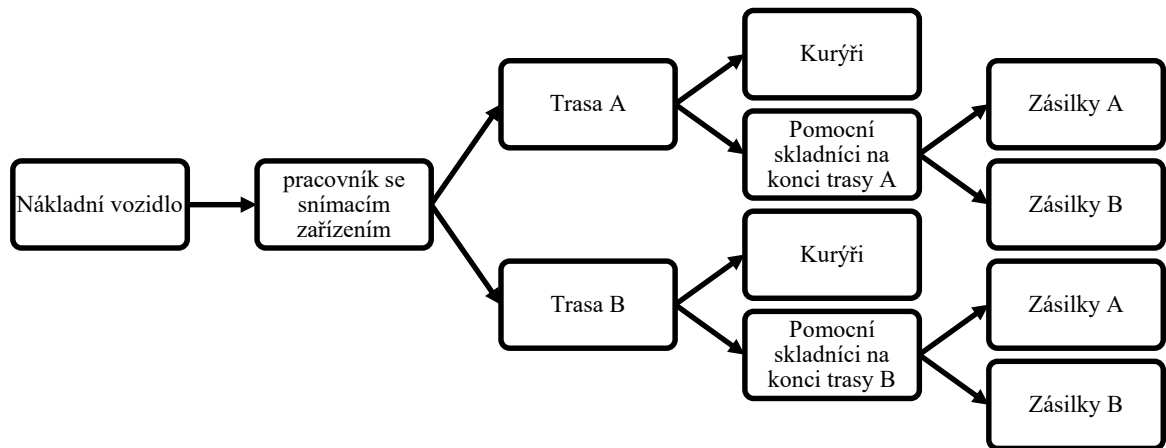 Nákladní vozidlo
pracovník se
snímacím
zařízením
Trasa A
Trasa B
Kurýři
Pomocní
skladníci na
konci trasy A
Kurýři
Pomocní
skladníci na
konci trasy B
Zásilky A
Zásilky B
Zásilky A
Zásilky B